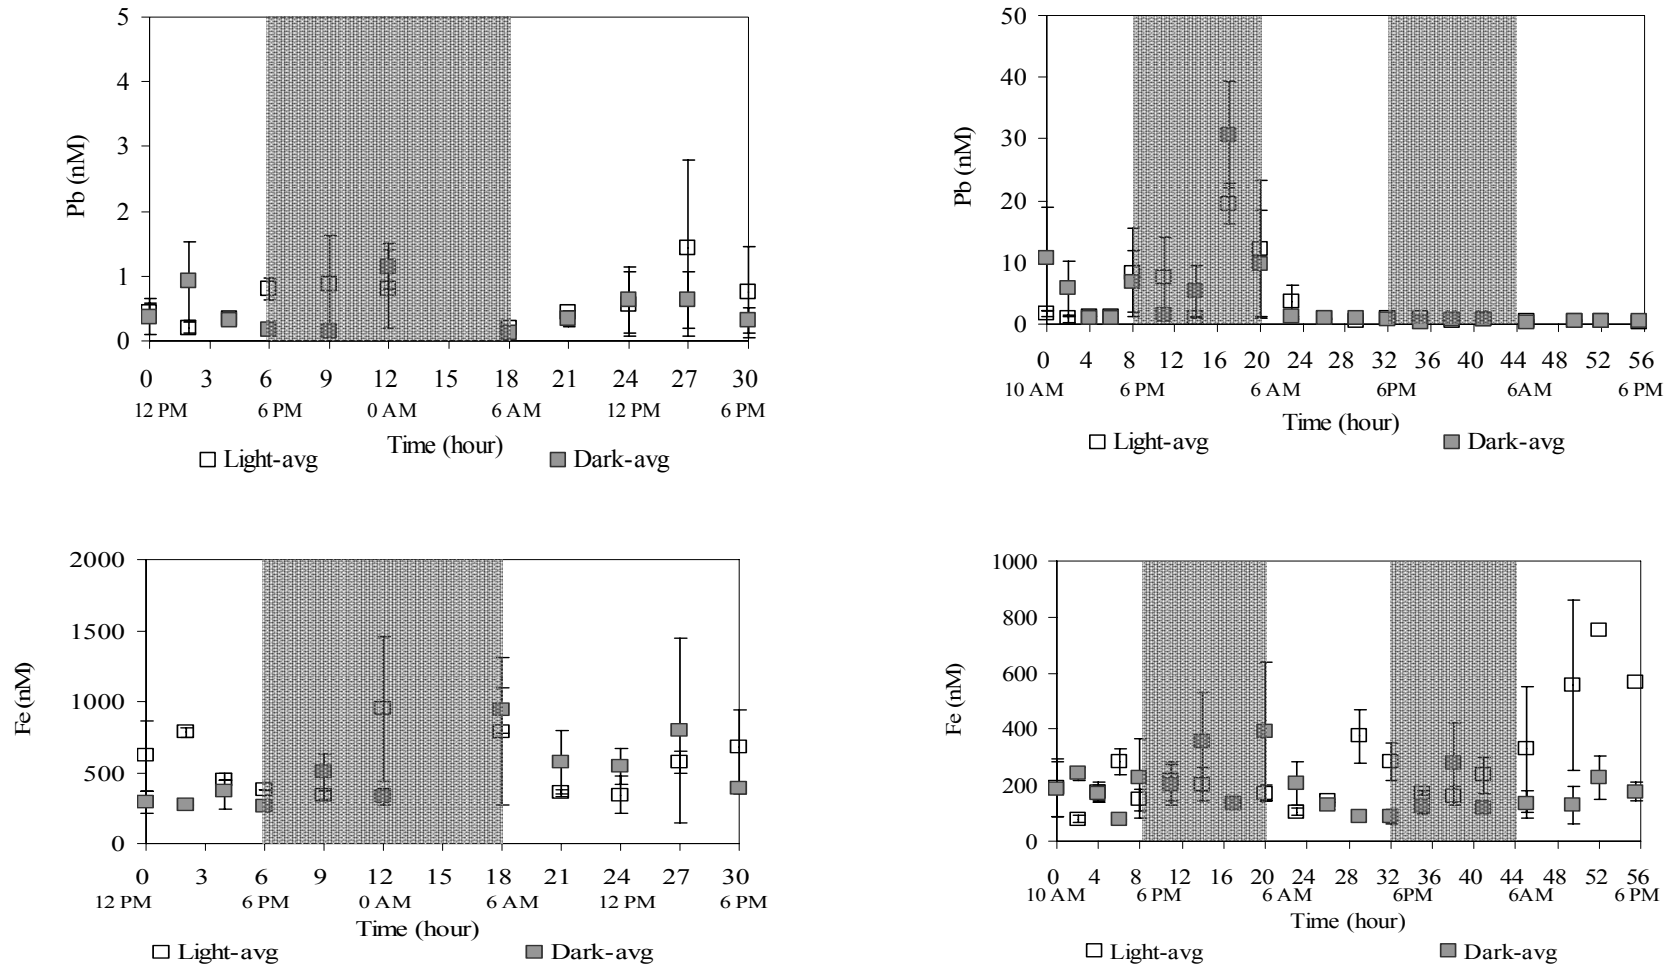 5
4
3
2
1
0
Pb (nM)
0 3 6 9 12 15 18 21 24 27 30
12 PM 6 PM 0 AM 6 AM 12 PM 6 PM
Time (hour)
Light-avg Dark-avg
50
40
30
20
10
0
Pb (nM)
0 4 8 12 16 20 24 28 32 36 40 44 48 52 56
10 AM 6 PM 6 AM 6PM 6AM 6 PM
Time (hour)
Light-avg Dark-avg
2000
1500
1000
500
0
Fe (nM)
0 3 6 9 12 15 18 21 24 27 30
12 PM 6 PM 0 AM 6 AM 12 PM 6 PM
Time (hour)
Light-avg Dark-avg
1000
800
600
400
200
0
Fe (nM)
0 4 8 12 16 20 24 28 32 36 40 44 48 52 56
10 AM 6 PM 6 AM 6PM 6 AM 6 PM
Time (hour)
Light-avg Dark-avg